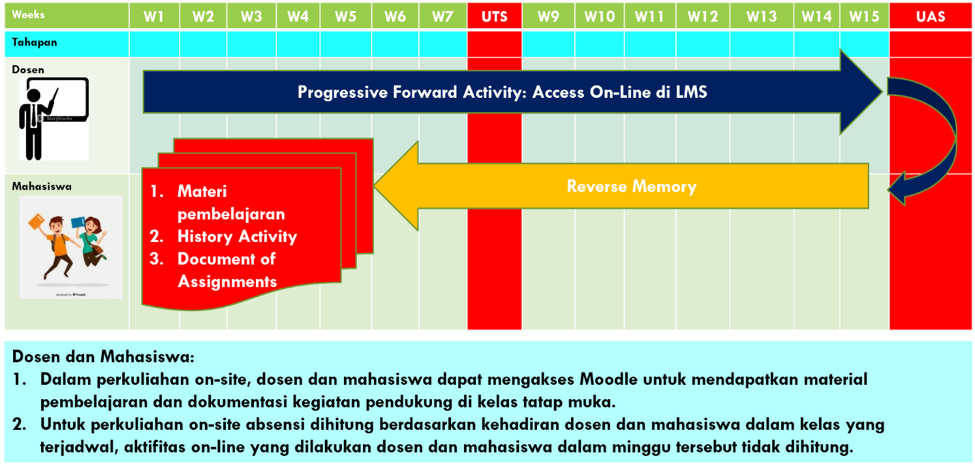 Weeks W1 W2 W3 W4 W5 W6 W7 UTS W9 W10 W11 W12 W13 W14 W15 UAS
Tahapan
Dosen
Progressive Forward Activity: Access On-Line di LMS
Mahasiswa
Reverse Memory
1. Materi
pembelajaran
2. History Activity
3. Document of
Assignments
Dosen dan Mahasiswa:
1. Dalam perkuliahan on-site, dosen dan mahasiswa dapat mengakses Moodle untuk mendapatkan material
pembelajaran dan dokumentasi kegiatan pendukung di kelas tatap muka.
2. Untuk perkuliahan on-site absensi dihitung berdasarkan kehadiran dosen dan mahasiswa dalam kelas yang
terjadwal, aktifitas on-line yang dilakukan dosen dan mahasiswa dalam minggu tersebut tidak dihitung.